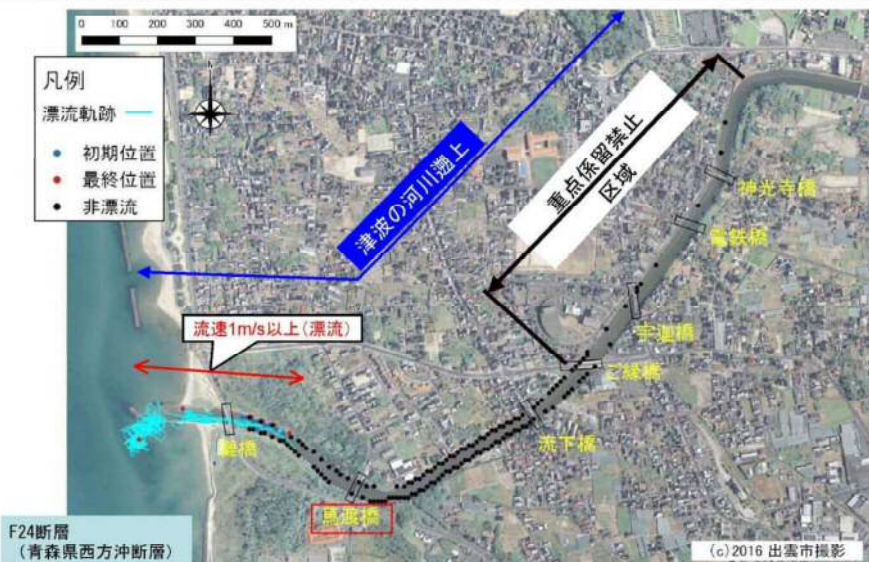 0 100 200 300 400 500 m
凡例
漂流軌跡
初期位置
最終位置
非漂流
N
津波の河川遡上
重点係留禁止
区域
流速1m/s以上(漂流)
神光寺橋
電鉄橋
宇迦橋
ご縁橋
流下橋
馬渡橋
F24断層
(青森県西方沖断層)
(c)2016 出雲市撮影